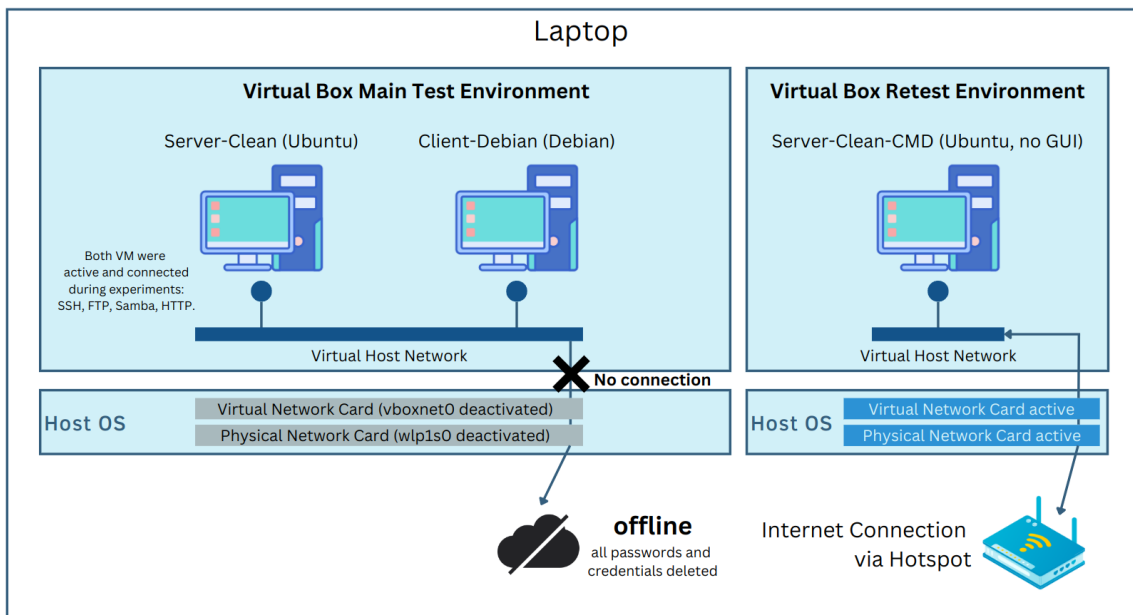 Laptop
Virtual Box Main Test Environment
Server-Clean (Ubuntu)
Client-Debian (Debian)
Both VM were
active and connected
during experiments:
SSH, FTP, Samba, HTTP.
Virtual Host Network
No connection
Host OS
Virtual Network Card (vboxnet0 deactivated)
Physical Network Card (wlp1s0 deactivated)
offline
all passwords and
credentials deleted
Virtual Box Retest Environment
Server-Clean-CMD (Ubuntu, no GUI)
Virtual Host Network
Host OS
Virtual Network Card active
Physical Network Card active
Internet Connection
via Hotspot